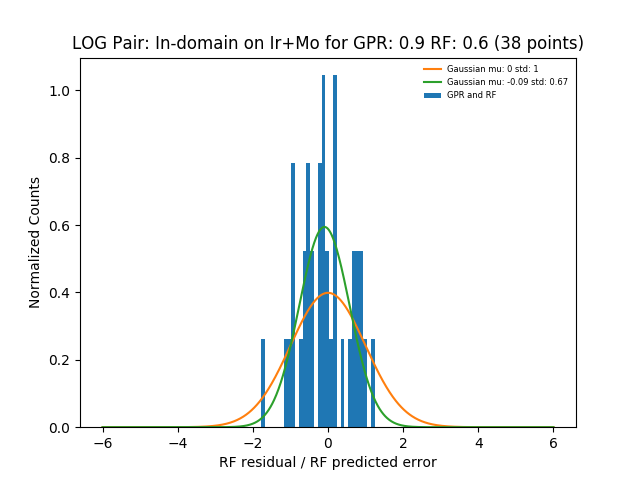 LOG Pair: In-domain on Ir+Mo for GPR: 0.9 RF: 0.6 (38 points)
Gaussian mu: 0 std: 1
Gaussian mu: -0.09 std: 0.67
GPR and RF
1.0
0.8
0.6
0.4
0.2
0.0
Normalized Counts
−6 −4 −2 0 2 4 6
RF residual / RF predicted error